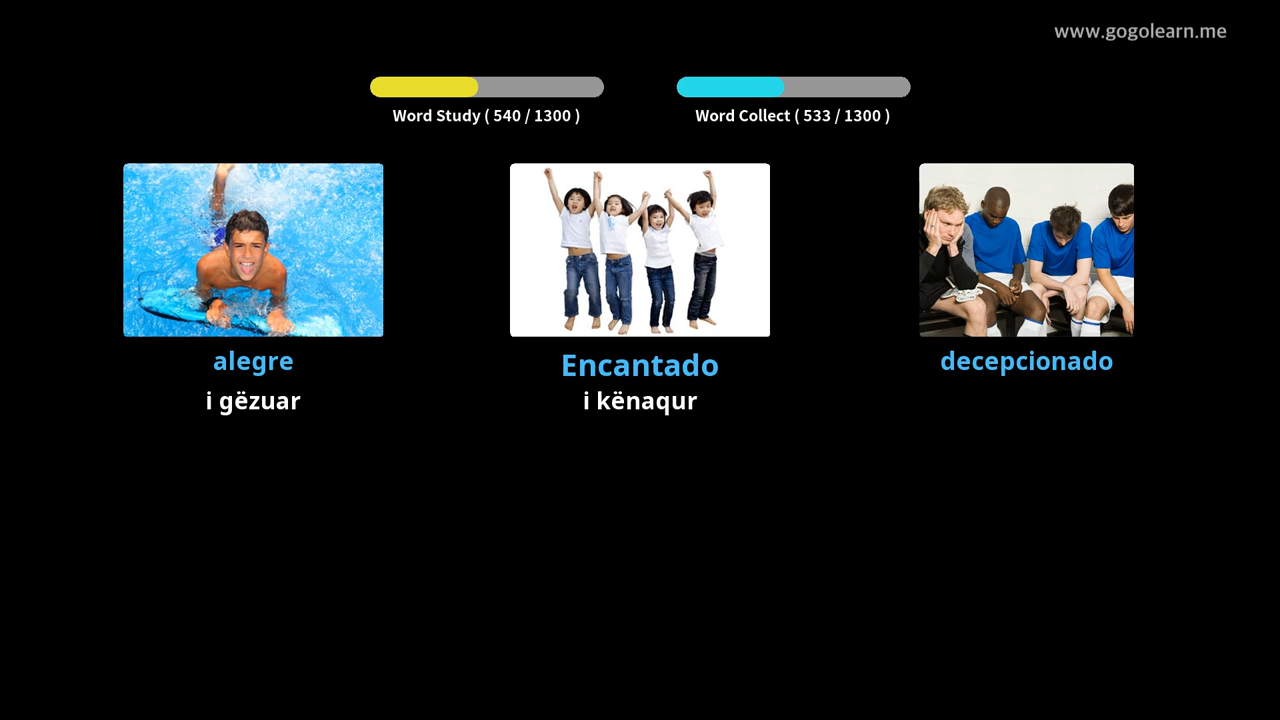 www.gogolearn.me
Word Study ( 540 / 1300 )
Word Collect ( 533 / 1300 )
alegre
i gëzuar
Encantado
i kënaqur
decepcionado